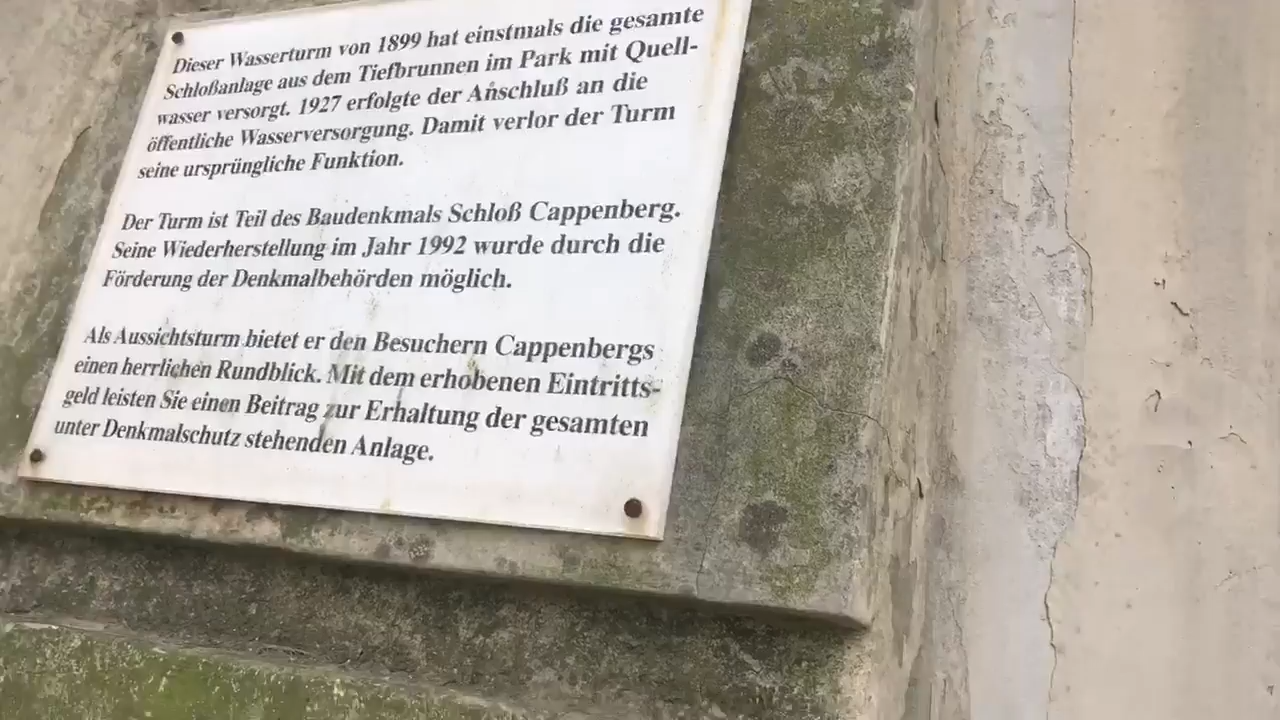 Dieser Wasserturm von 1899 hat einstmals die gesamte
Schloßanlage aus dem Tiefbrunnen im Park mit Quell-
wasser versorgt. 1927 erfolgte der Anschluß an die
öffentliche Wasserversorgung. Damit verlor der Turm
seine ursprüngliche Funktion.
Der Turm ist Teil des Baudenkmals Schloß Cappenberg.
Seine Wiederherstellung im Jahr 1992 wurde durch die
Förderung der Denkmalbehörden möglich.
Als Aussichtsturm bietet er den Besuchern Cappenbergs
einen herrlichen Rundblick. Mit dem erhobenen Eintritts-
geld leisten Sie einen Beitrag zur Erhaltung der gesamten
unter Denkmalschutz stehenden Anlage.